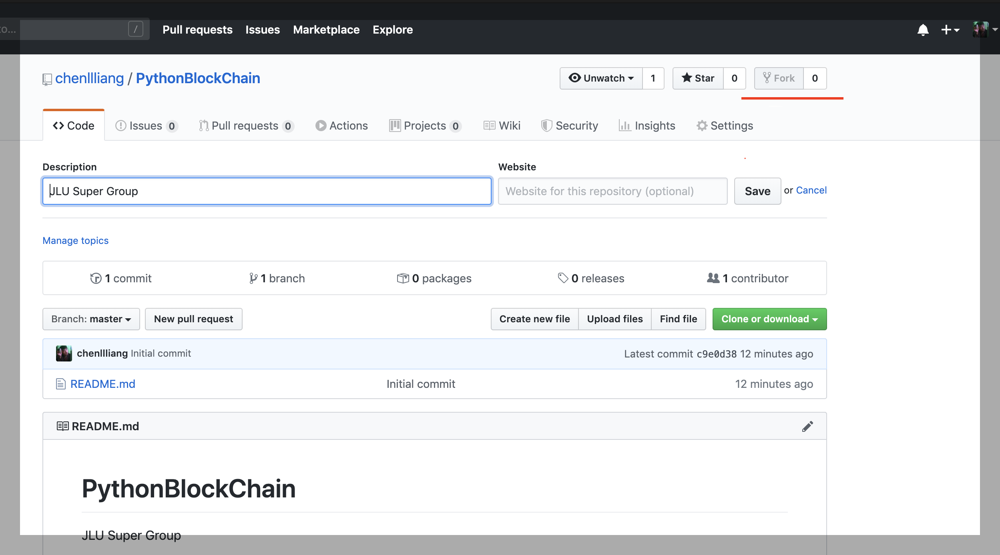 to... /
Pull requests Issues Marketplace Explore
chenllliang / PythonBlockChain
Unwatch 1 Star 0 Fork 0
Code Issues 0 Pull requests 0 Actions Projects 0 Wiki Security Insights Settings
Description Website
JLU Super Group Website for this repository (optional) Save or Cancel
Manage topics
1 commit 1 branch 0 packages 0 releases 1 contributor
Branch: master New pull request Create new file Upload files Find file Clone or download
chenllliang Initial commit Latest commit c9e0d38 12 minutes ago
README.md Initial commit 12 minutes ago
README.md
PythonBlockChain
JLU Super Group